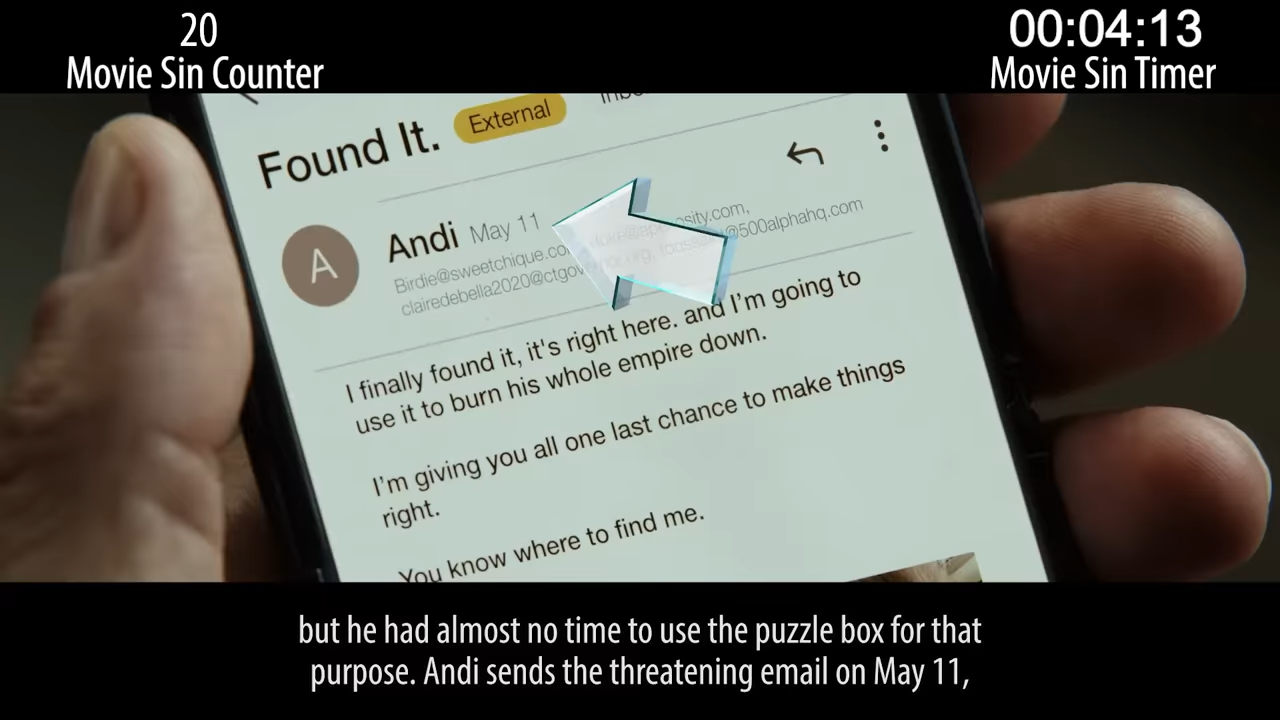 20
Movie Sin Counter
00:04:13
Movie Sin Timer
Found It.
External
A
Andi May 11
Birdie@sweetchique.co
clairedebella2020@ctgov @500alphahq.com
I finally found it, it's right here. and I'm going to
use it to burn his whole empire down.
I'm giving you all one last chance to make things
right.
You know where to find me.
but he had almost no time to use the puzzle box for that
purpose. Andi sends the threatening email on May 11,